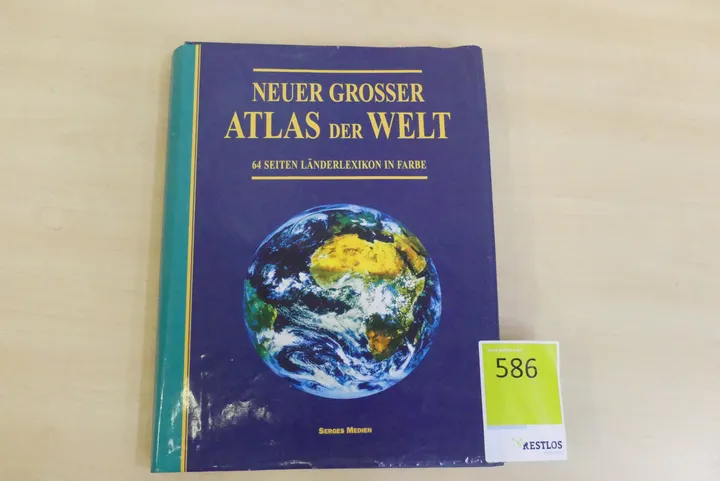 NEUER GROSSER
ATLAS DER WELT
64 SEITEN LÄNDERLEXIKON IN FARBE
SERGES MEDIEN
586
RESTLOS